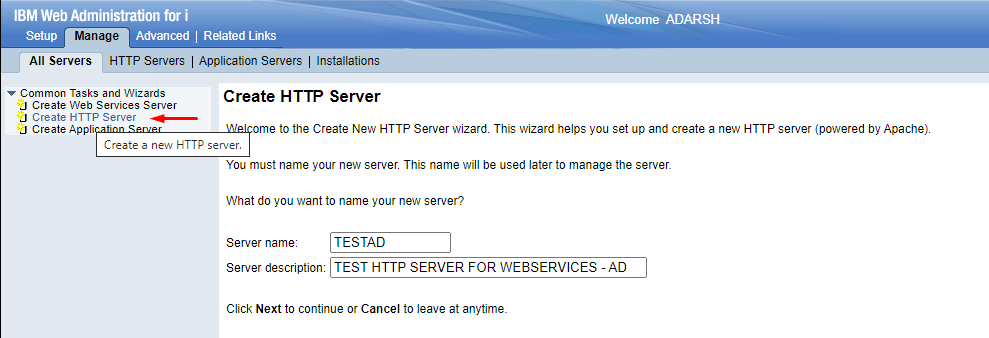 IBM Web Administration for i
Welcome ADARSH
Setup Manage Advanced | Related Links
All Servers HTTP Servers | Application Servers | Installations
Common Tasks and Wizards
Create Web Services Server
Create HTTP Server
Create Application Server
Create a new HTTP server.
Create HTTP Server
Welcome to the Create New HTTP Server wizard. This wizard helps you set up and create a new HTTP server (powered by Apache).
You must name your new server. This name will be used later to manage the server.
What do you want to name your new server?
Server name: TESTAD
Server description: TEST HTTP SERVER FOR WEBSERVICES - AD
Click Next to continue or Cancel to leave at anytime.